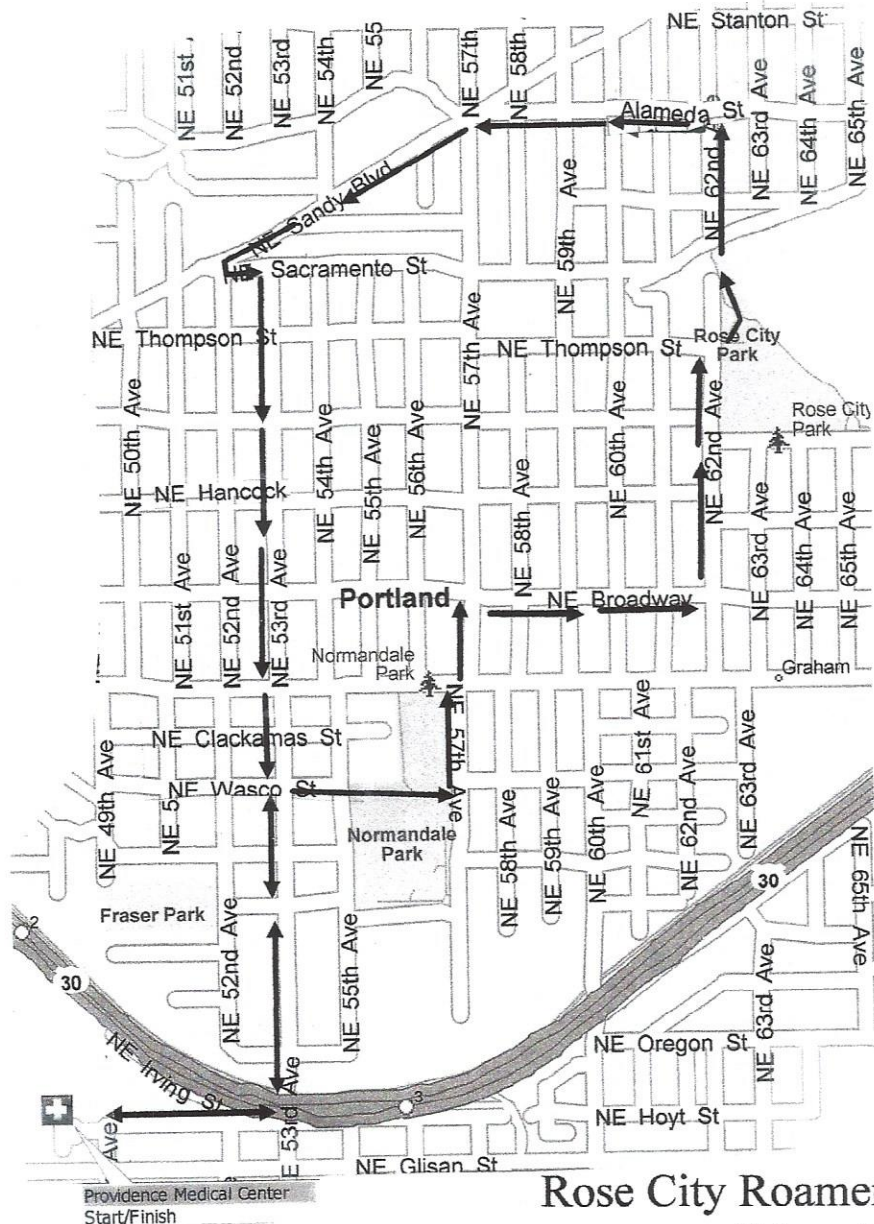 NE Stanton St
NE 51st
NE 52nd
NE 53rd
NE 54th
NE 55
NE 57th
NE 58th
Alameda St
NE 62nd
NE 63rd Ave
NE 64th Ave
NE 65th Ave
NE 59th Ave
NE Sandy Blvd
NE Sacramento St
NE Thompson St
NE 57th Ave
NE Thompson St
Rose City
Park
Rose City
Park
NE 50th Ave
NE 54th Ave
NE 55th Ave
NE 56th Ave
NE 60th Ave
NE 62nd Ave
NE Hancock
NE 58th Ave
NE 63rd Ave
NE 64th Ave
NE 65th Ave
NE 51st Ave
NE 52nd Ave
NE 53rd Ave
Portland
NE Broadway
Normandale
Park
Graham
NE 57th Ave
NE Clackamas St
NE 61st Ave
NE 49th Ave
NE 5
NE Wasco St
NE 62nd Ave
NE 63rd Ave
Normandale
Park
NE 58th Ave
NE 59th Ave
NE 60th Ave
30
NE 65th Ave
Fraser Park
2
30
NE 52nd Ave
NE 55th Ave
NE 63rd Ave
NE Oregon St
NE Irving St
3
NE Hoyt St
Ave
E 53rd Ave
NE Glisan St
Providence Medical Center
Start/Finish
Rose City Roamer